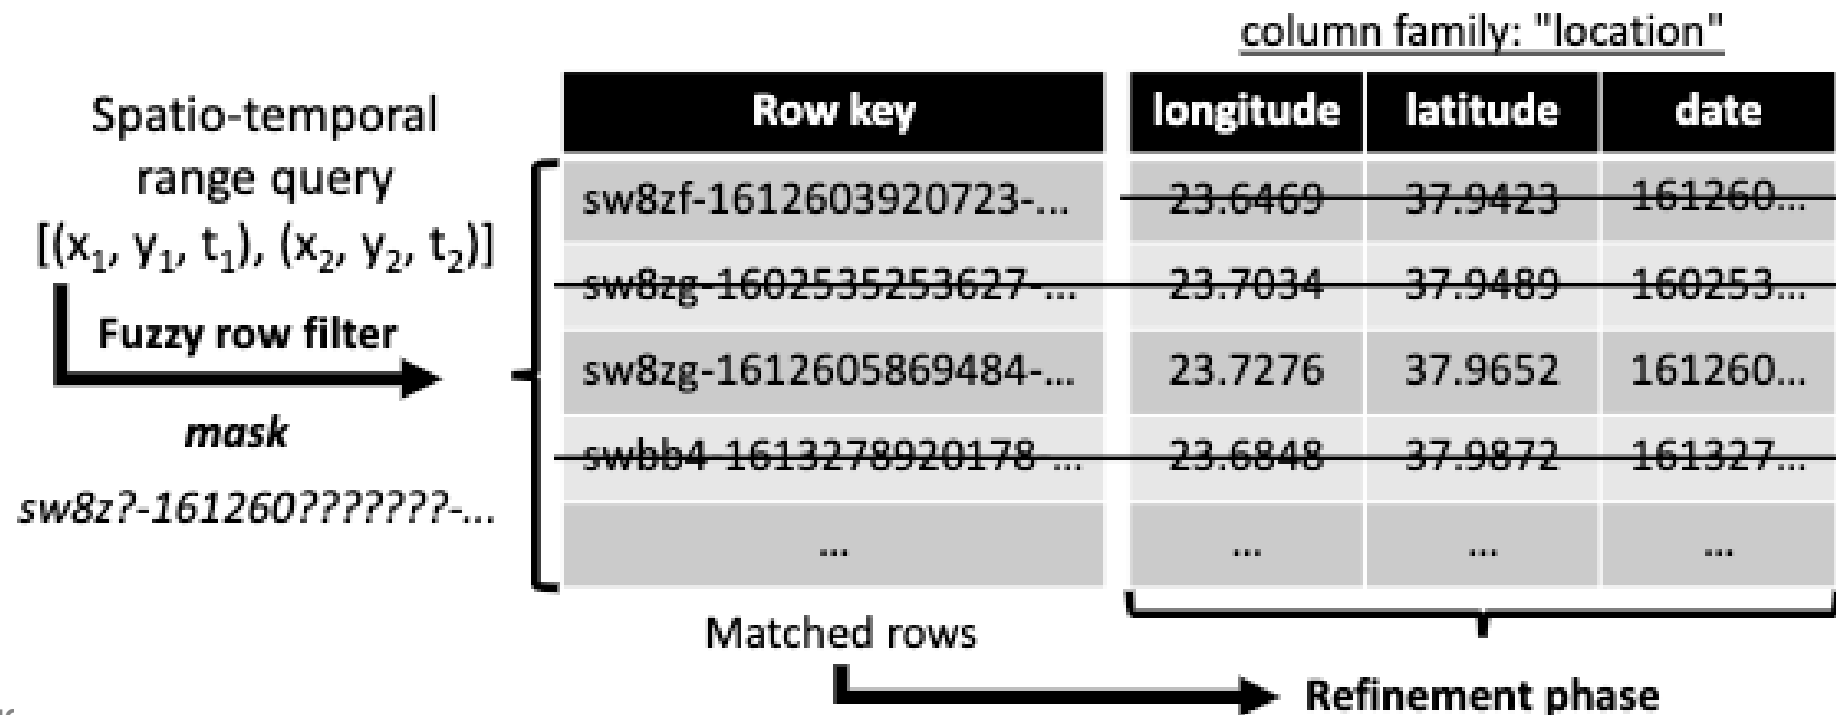 column family: "location"
Spatio-temporal
range query
[(x₁, y₁, t₁), (x₂, y₂, t₂)]
Fuzzy row filter
mask
sw8z?-161260???????-...
Row key longitude latitude date
sw8zf-1612603920723-... 23.6469 37.9423 161260...
sw8zg-1602535253627-... 23.7034 37.9489 160253...
sw8zg-1612605869484-... 23.7276 37.9652 161260...
swbb4-1613278920178-... 23.6848 37.9872 161327...
... ... ... ...
Matched rows
Refinement phase